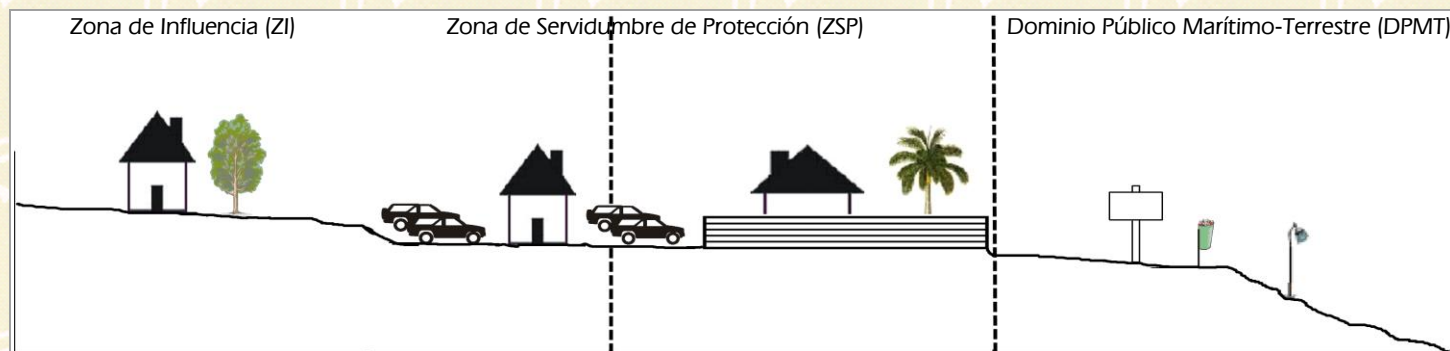 Zona de Influencia (ZI)
Zona de Servidumbre de Protección (ZSP)
Dominio Público Marítimo-Terrestre (DPMT)